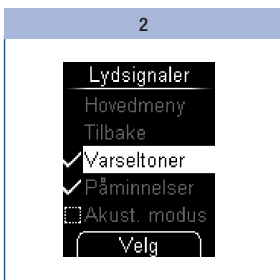 2
Lydsignaler
Hovedmeny
Tilbake
Varseltoner
Påminnelser
Akust. modus
Velg